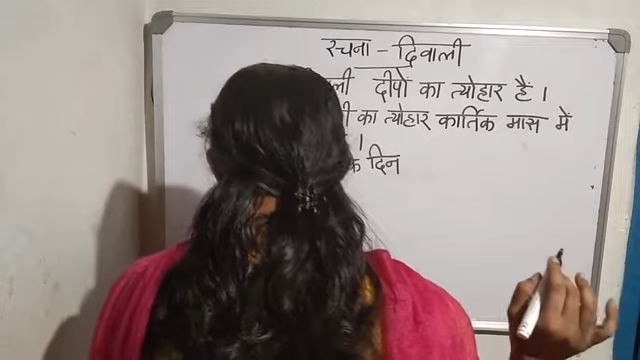 रचना - दिवाली
दीपों का त्योहार हैं ।
का त्योहार कार्तिक मास में
।
दिन